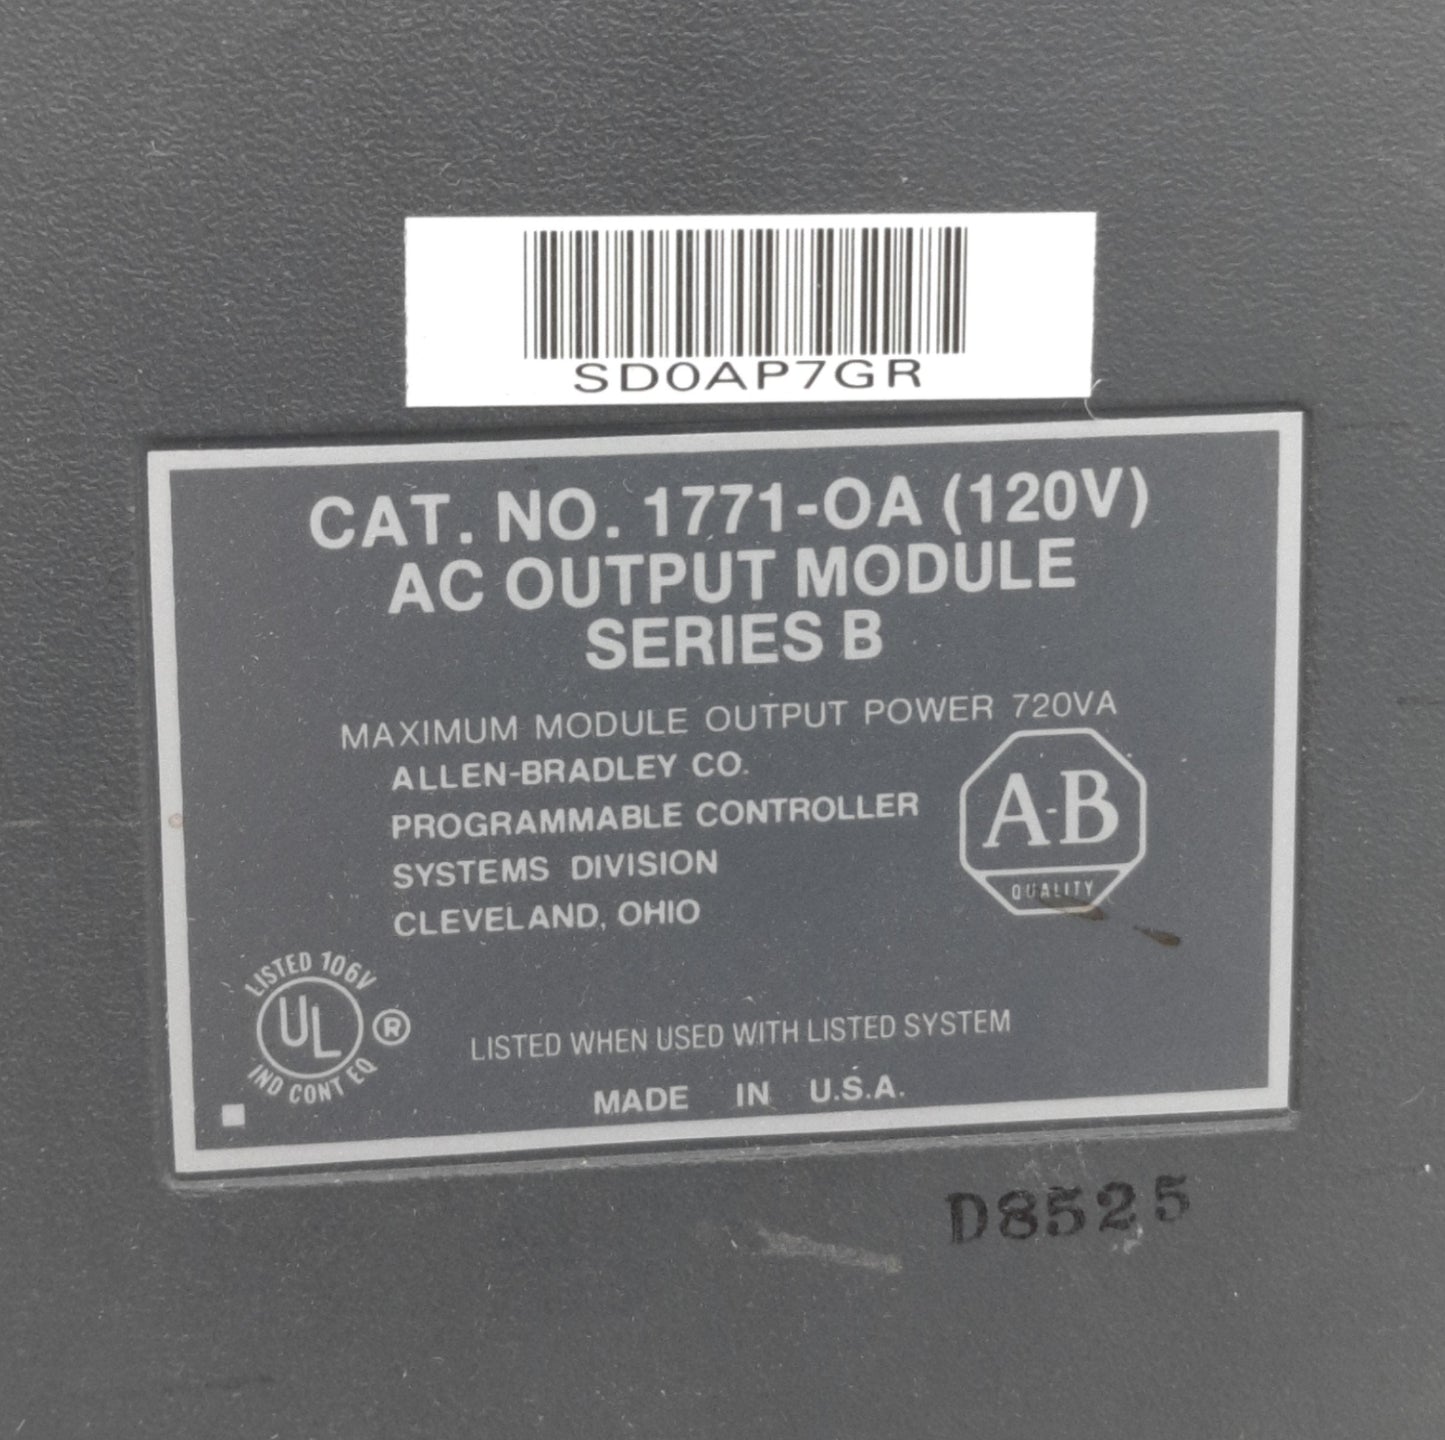 SD0AP7GR
CAT. NO. 1771-OA (120V)
AC OUTPUT MODULE
SERIES B
MAXIMUM MODULE OUTPUT POWER 720VA
ALLEN-BRADLEY CO.
PROGRAMMABLE CONTROLLER
SYSTEMS DIVISION
CLEVELAND, OHIO
A-B
QUALITY
LISTED 106V
UL ®
IND CONT EQ
LISTED WHEN USED WITH LISTED SYSTEM
MADE IN U.S.A.
D8525